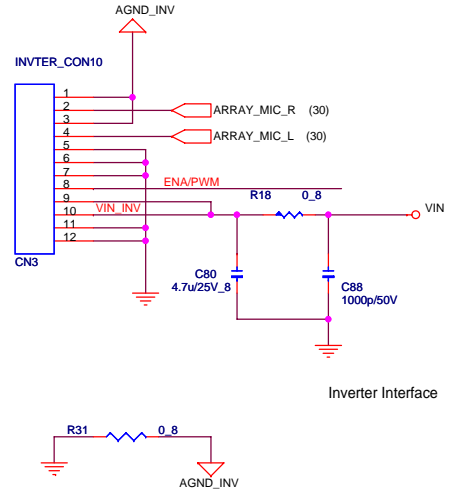 AGND_INV
INVTER_CON10
1
2
3
4
5
6
7
8
9
10
11
12
ARRAY_MIC_R (30)
ARRAY_MIC_L (30)
ENA/PWM
VIN_INV
R18 0_8
VIN
CN3
C80
4.7u/25V_8
C88
1000p/50V
Inverter Interface
R31 0_8
AGND_INV